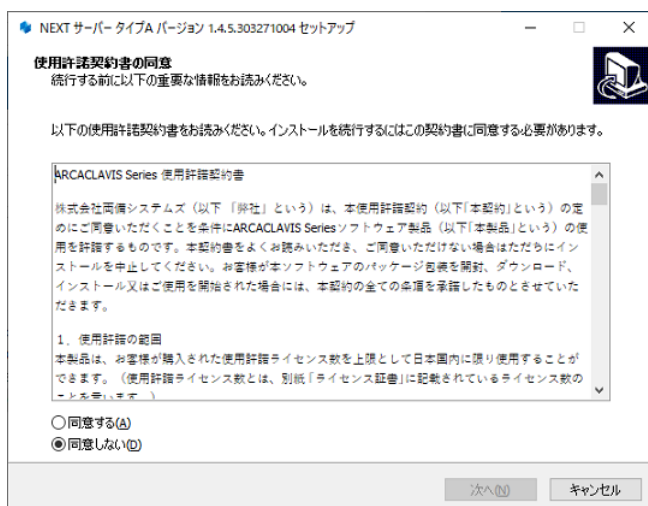 NEXT サーバー タイプA バージョン 1.4.5.303271004 セットアップ
使用許諾契約書の同意
続行する前に以下の重要な情報をお読みください。
以下の使用許諾契約書をお読みください。インストールを続行するにはこの契約書に同意する必要があります。
ARCACLAVIS Series 使用許諾契約書
株式会社両備システムズ（以下 「弊社」 という）は、本使用許諾契約（以下「本契約」という）の定
めにご同意いただくことを条件にARCACLAVIS Seriesソフトウェア製品（以下「本製品」という）の使
用を許諾するものです。本契約書をよくお読みいただき、ご同意いただけない場合はただちにイン
ストールを中止してください。お客様が本ソフトウェアのパッケージ包装を開封、ダウンロード、
インストール又はご使用を開始された場合には、本契約の全ての条項を承諾したものとさせていた
だきます。
１．使用許諾の範囲
本製品は、お客様が購入された使用許諾ライセンス数を上限として日本国内に限り使用することが
できます。（使用許諾ライセンス数とは、別紙「ライセンス証書」に記載されているライセンス数の
ことを言います。）
同意する(A)
同意しない(D)
次へ(N)
キャンセル